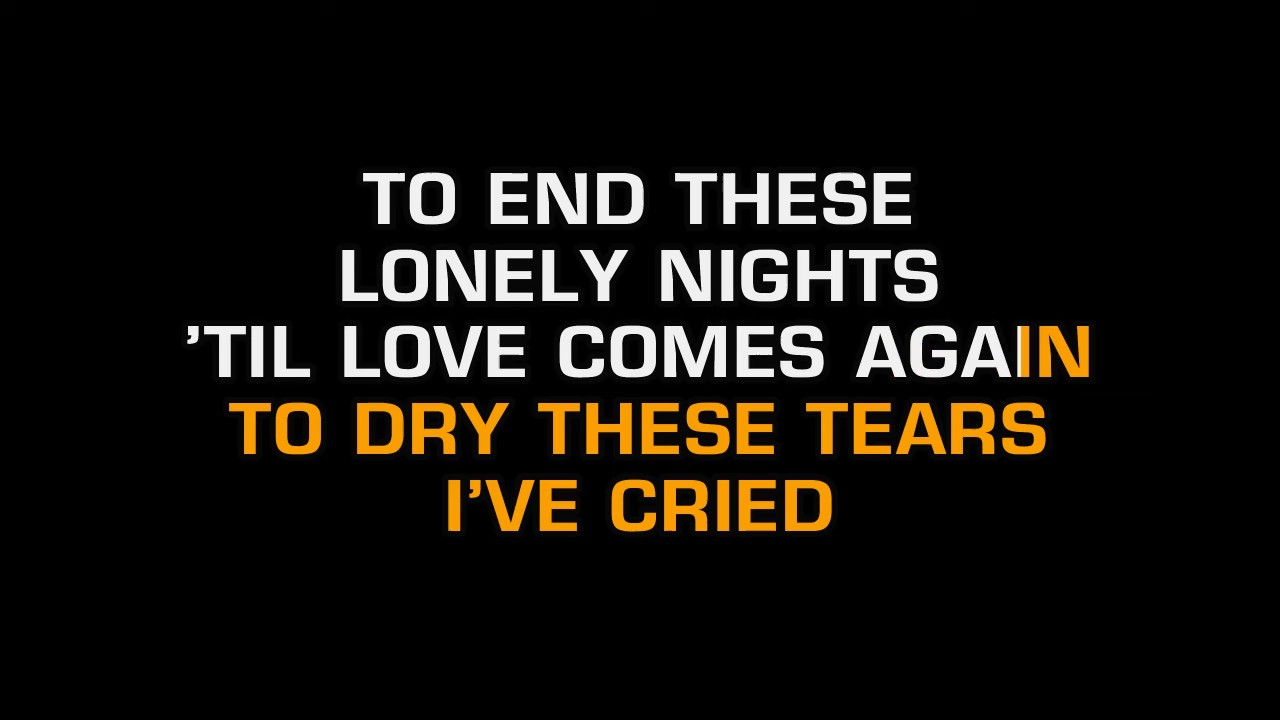 TO END THESE
LONELY NIGHTS
’TIL LOVE COMES AGAIN
TO DRY THESE TEARS
I’VE CRIED